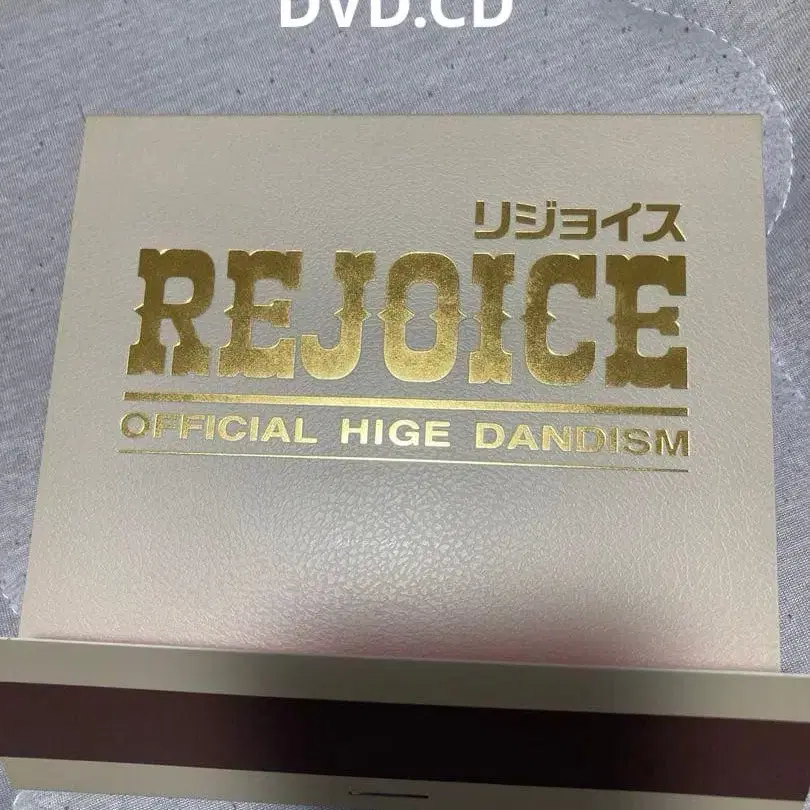 DVD.CD
リジョイス
REJOICE
OFFICIAL HIGE DANDISM